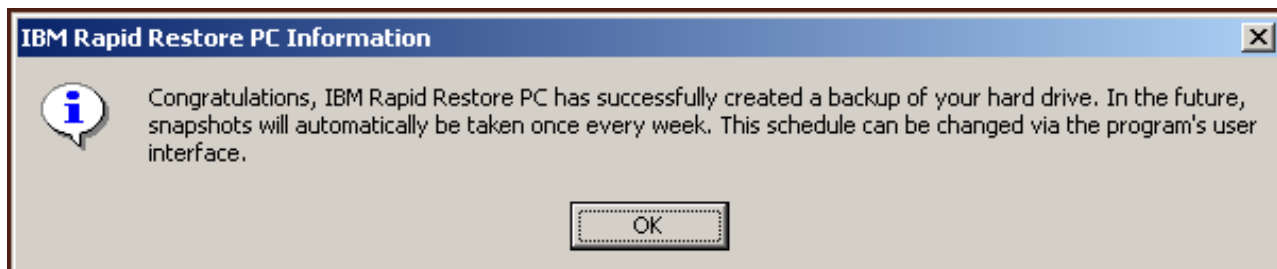 IBM Rapid Restore PC Information
Congratulations, IBM Rapid Restore PC has successfully created a backup of your hard drive. In the future,
snapshots will automatically be taken once every week. This schedule can be changed via the program's user
interface.
OK